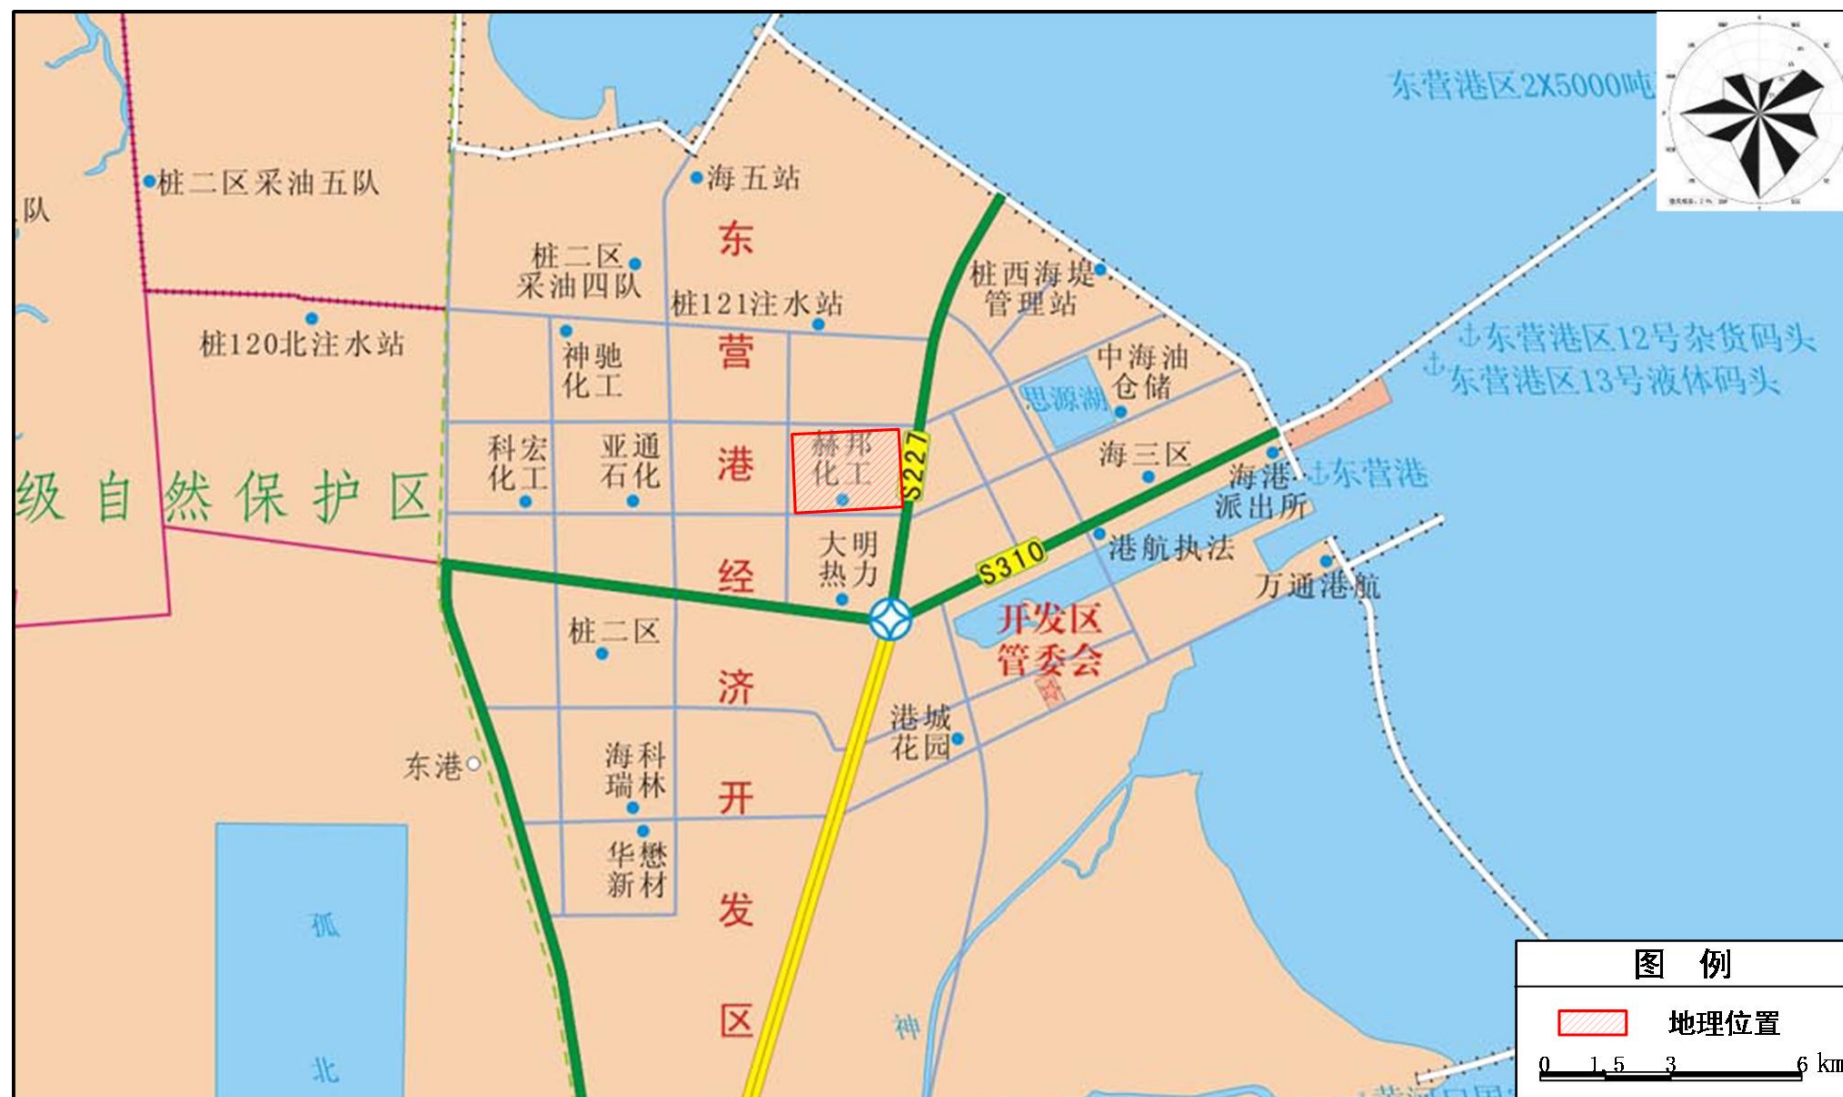 东营港区2X5000吨
桩二区采油五队
队
海五站
东
桩二区
采油四队
桩西海堤
管理站
桩121注水站
桩120北注水站
营
神驰
化工
中海油
仓储
思源湖
东营港区12号杂货码头
东营港区13号液体码头
科宏
化工
亚通
石化
港
赫邦
化工
S227
海三区
海港
派出所
东营港
级自然保护区
大明
热力
经
S310
港航执法
万通港航
开发区
管委会
桩二区
济
港城
花园
东港
海科
瑞林
开
华懋
新材
发
孤
北
区
神
图 例
地理位置
0 1.5 3 6 km